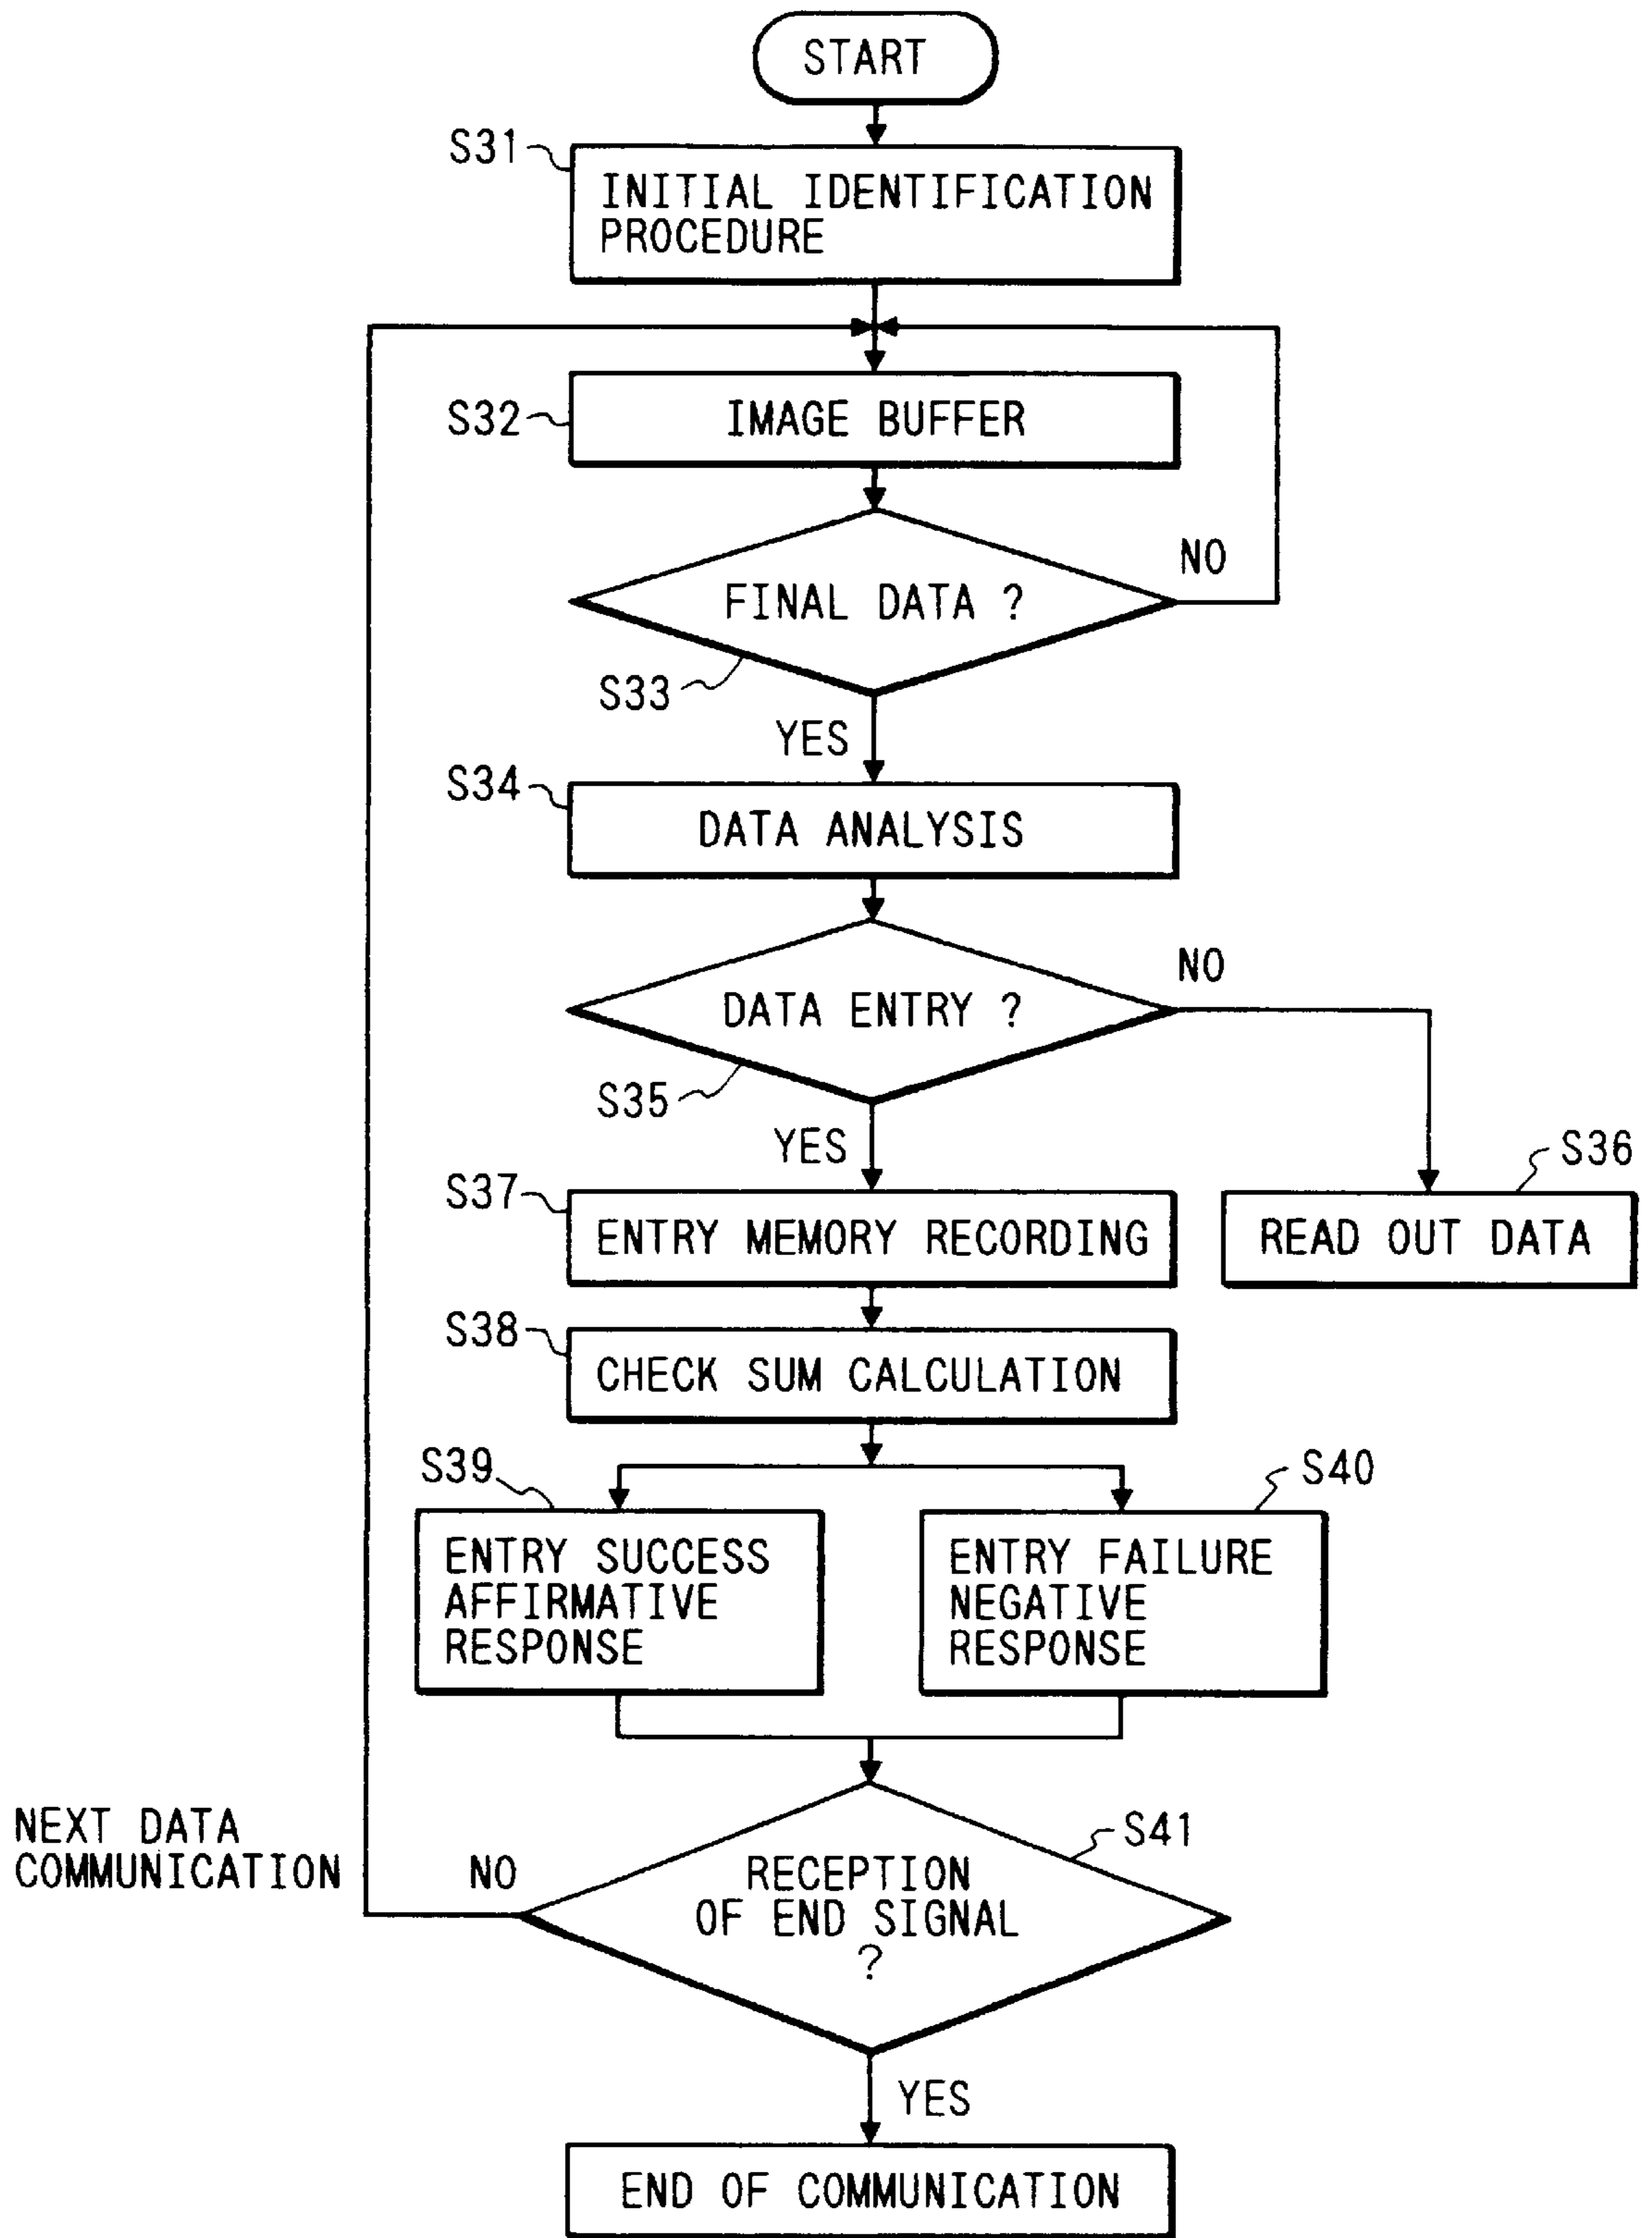 START
S31
INITIAL IDENTIFICATION
PROCEDURE
S32
IMAGE BUFFER
FINAL DATA ?
NO
S33
YES
S34
DATA ANALYSIS
DATA ENTRY ?
NO
S35
YES
S36
READ OUT DATA
S37
ENTRY MEMORY RECORDING
S38
CHECK SUM CALCULATION
S39
ENTRY SUCCESS
AFFIRMATIVE
RESPONSE
S40
ENTRY FAILURE
NEGATIVE
RESPONSE
S41
RECEPTION
OF END SIGNAL
?
NO
NEXT DATA
COMMUNICATION
YES
END OF COMMUNICATION